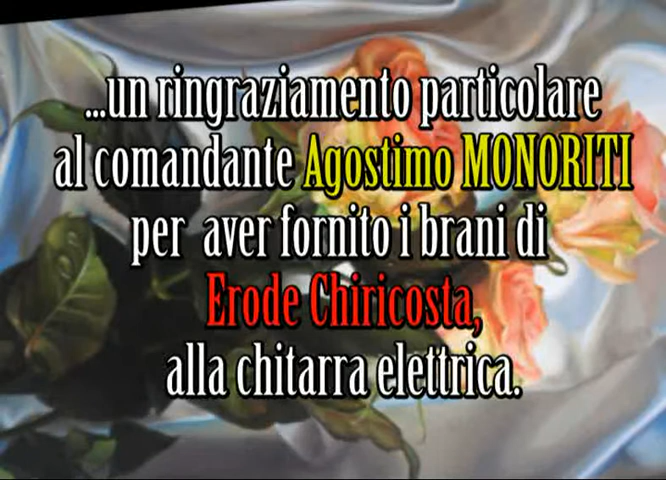 ...un ringraziamento particolare
al comandante Agostimo MONORITI
per aver fornito i brani di
Erode Chiricosta,
alla chitarra elettrica.